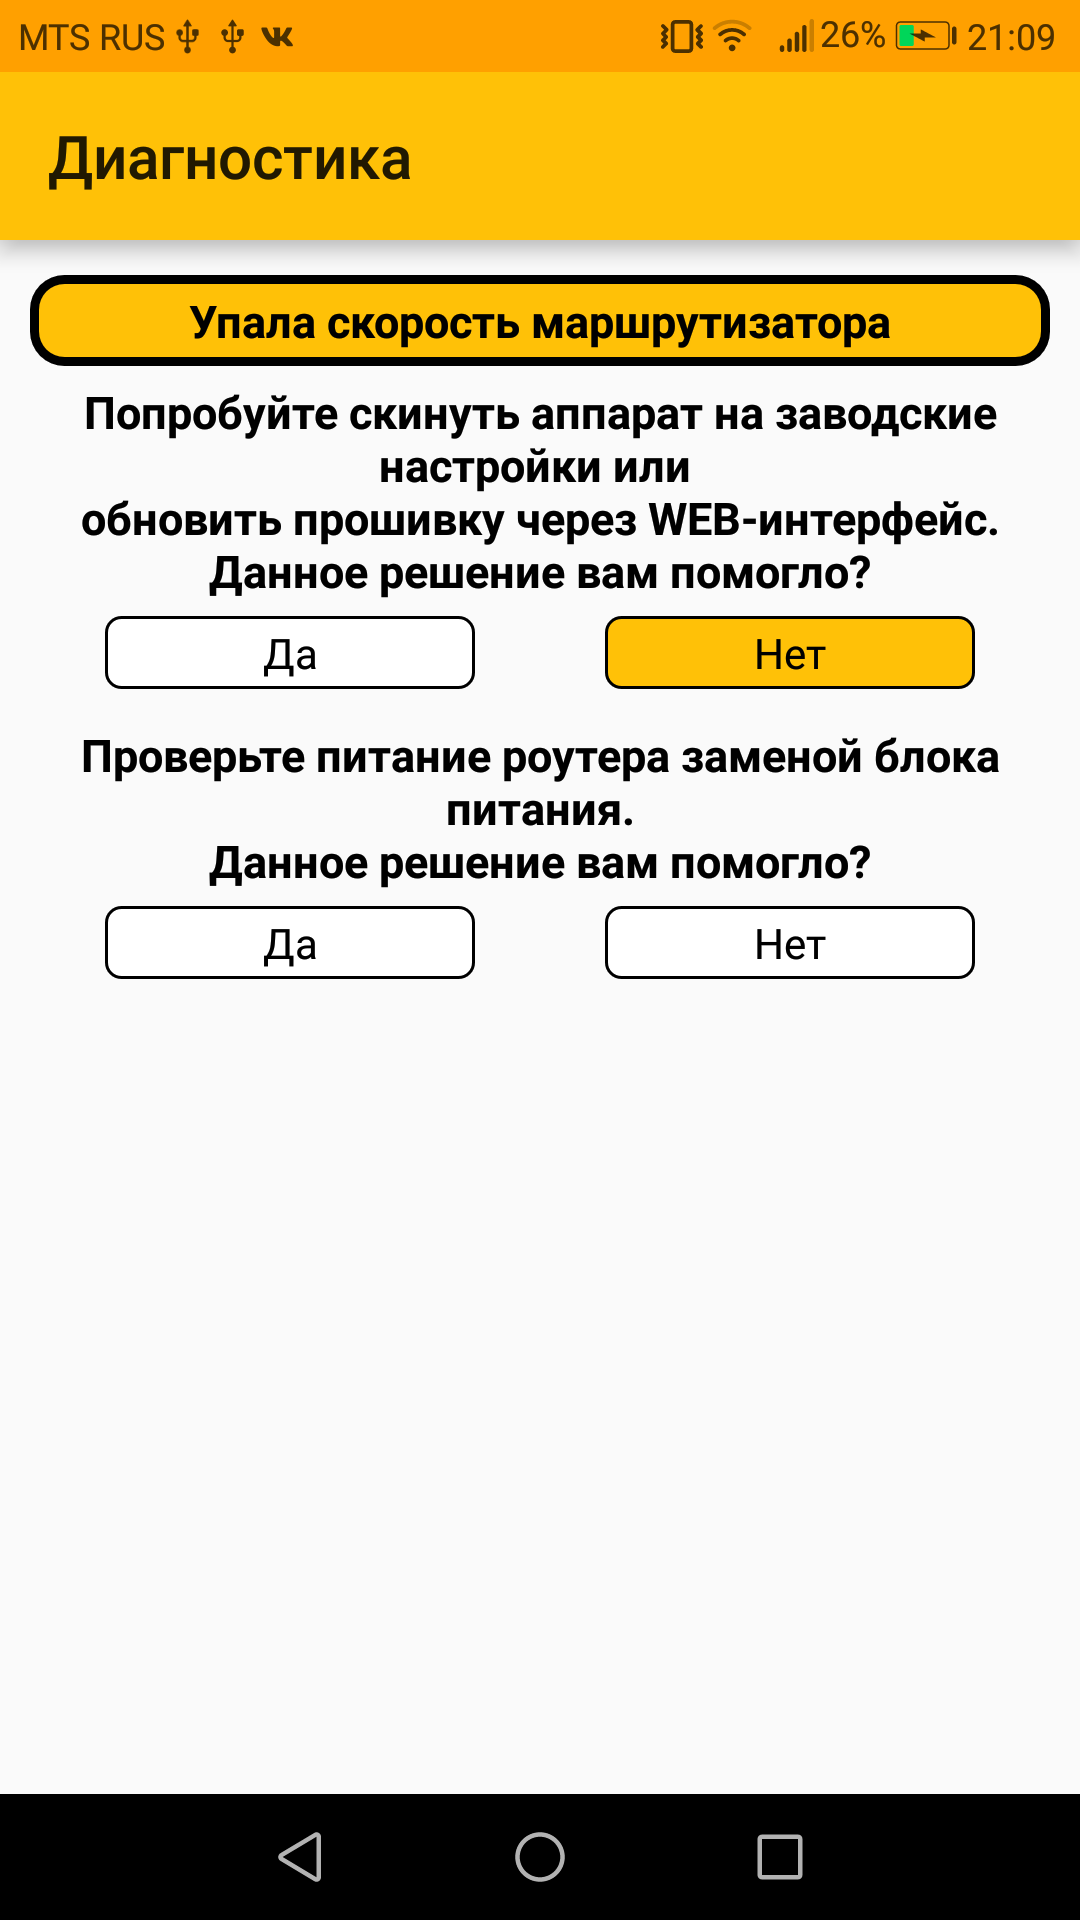 MTS RUS 26% 21:09
Диагностика
Упала скорость маршрутизатора
Попробуйте скинуть аппарат на заводские
настройки или
обновить прошивку через WEB-интерфейс.
Данное решение вам помогло?
Да Нет
Проверьте питание роутера заменой блока
питания.
Данное решение вам помогло?
Да Нет